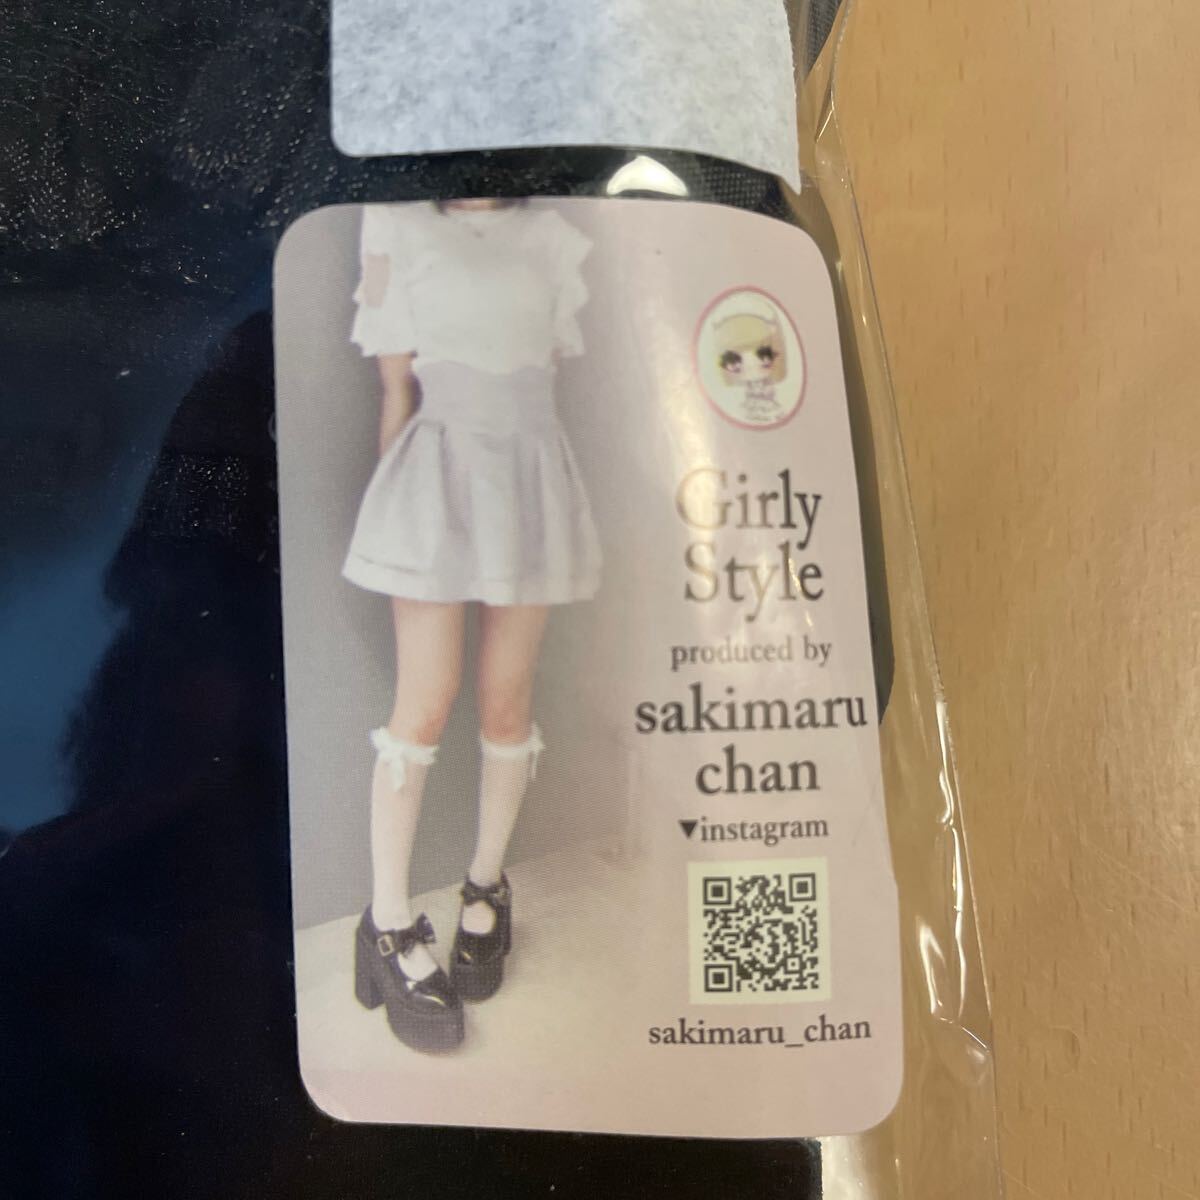 Girly
Style
produced by
sakimaru
chan
▼instagram
sakimaru_chan